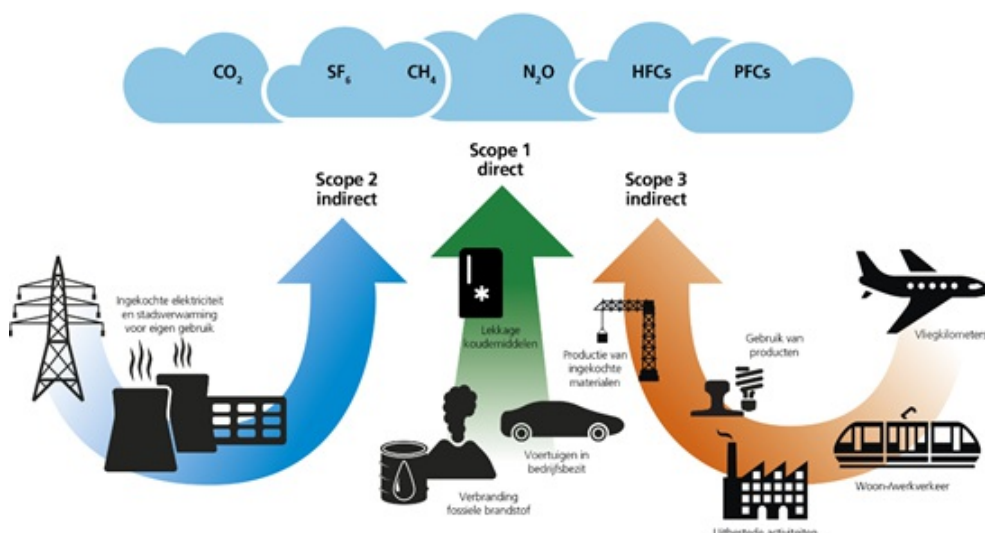 CO₂
SF₆
CH₄
N₂O
HFCs
PFCs
Scope 1
direct
Scope 2
indirect
Scope 3
indirect
Ingekochte elektriciteit
en stadsverwarming
voor eigen gebruik
Lekkage
koudemiddelen
Productie van
ingekochte
materialen
Gebruik van
producten
Vliegkilometers
Voertuigen in
bedrijfsbezit
Verbranding
fossiele brandstof
Woon-/werkverkeer
Uitbestede activiteiten